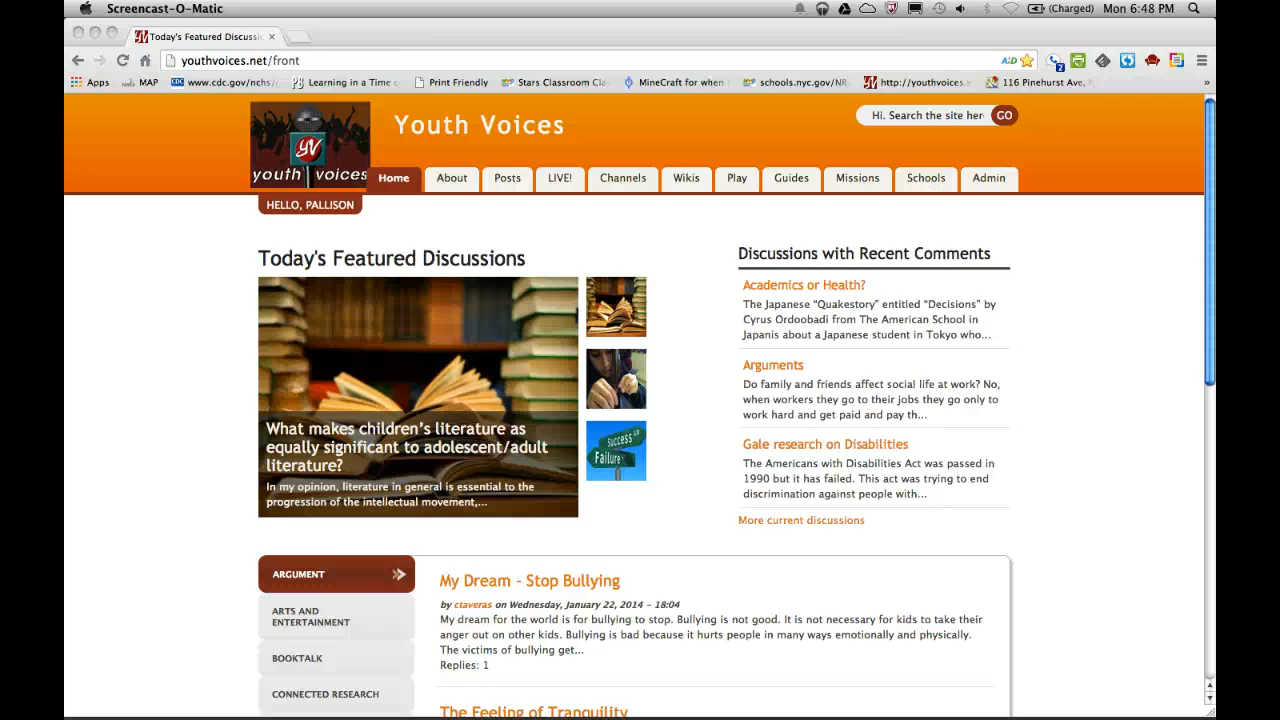 Screencast-O-Matic
(Charged) Mon 6:48 PM
Today's Featured Discussi
youthvoices.net/front
Apps MAP CDC www.cdc.gov/nchs/ Learning in a Time Print Friendly Stars Classroom Cla MineCraft for when schools.nyc.gov/NR http://youthvoices. 116 Pinehurst Ave,
Youth Voices
Hi. Search the site here
GO
youth voices
Home About Posts LIVE! Channels Wikis Play Guides Missions Schools Admin
HELLO, PALLISON
Today's Featured Discussions
What makes children's literature as
equally significant to adolescent/adult
literature?
In my opinion, literature in general is essential to the
progression of the intellectual movement,...
Success
Failure
Discussions with Recent Comments
Academics or Health?
The Japanese “Quakestory” entitled “Decisions” by
Cyrus Ordoobadi from The American School in
Japanis about a Japanese student in Tokyo who...
Arguments
Do family and friends affect social life at work? No,
when workers they go to their jobs they go only to
work hard and get paid and pay th...
Gale research on Disabilities
The Americans with Disabilities Act was passed in
1990 but it has failed. This act was trying to end
discrimination against people with...
More current discussions
ARGUMENT
ARTS AND
ENTERTAINMENT
BOOKTALK
CONNECTED RESEARCH
My Dream - Stop Bullying
by ctaveras on Wednesday, January 22, 2014 - 18:04
My dream for the world is for bullying to stop. Bullying is not good. It is not necessary for kids to take their
anger out on other kids. Bullying is bad because it hurts people in many ways emotionally and physically.
The victims of bullying get...
Replies: 1
The Feeling of Tranquility